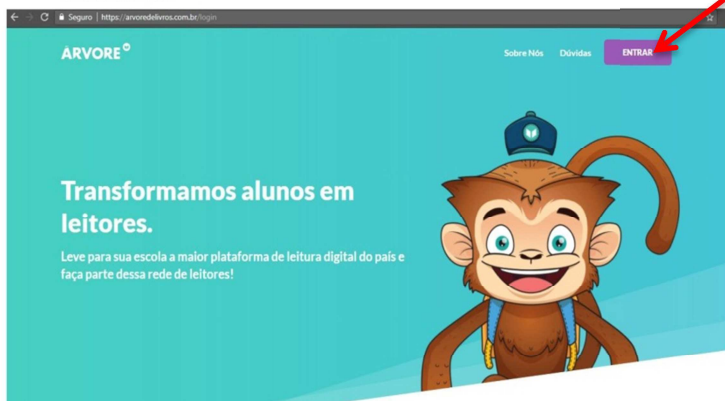 Seguro | https://arvoredelivros.com.br/login
ÁRVORE
Sobre Nós Dúvidas ENTRAR
Transformamos alunos em
leitores.
Leve para sua escola a maior plataforma de leitura digital do país e
faça parte dessa rede de leitores!